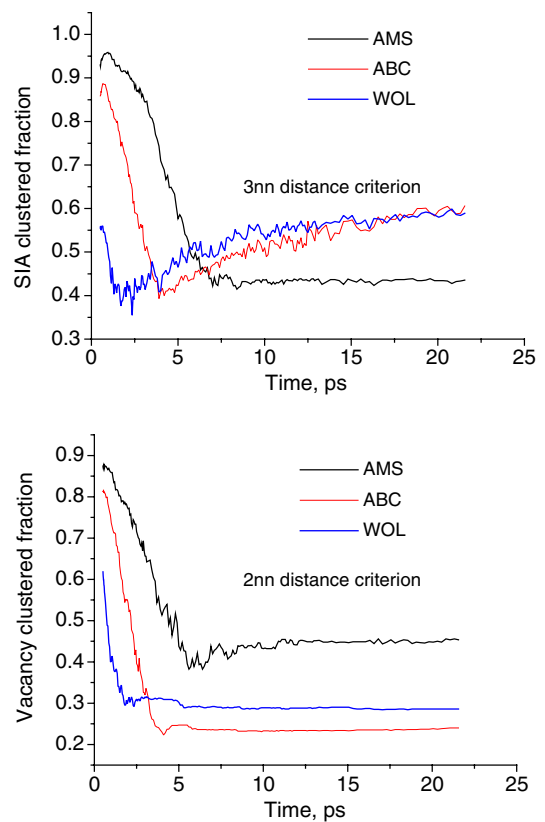 1.0
0.9
0.8
0.7
0.6
0.5
0.4
0.3
SIA clustered fraction
AMS
ABC
WOL
3nn distance criterion
0 5 10 15 20 25
Time, ps
0.9
0.8
0.7
0.6
0.5
0.4
0.3
0.2
Vacancy clustered fraction
AMS
ABC
WOL
2nn distance criterion
0 5 10 15 20 25
Time, ps